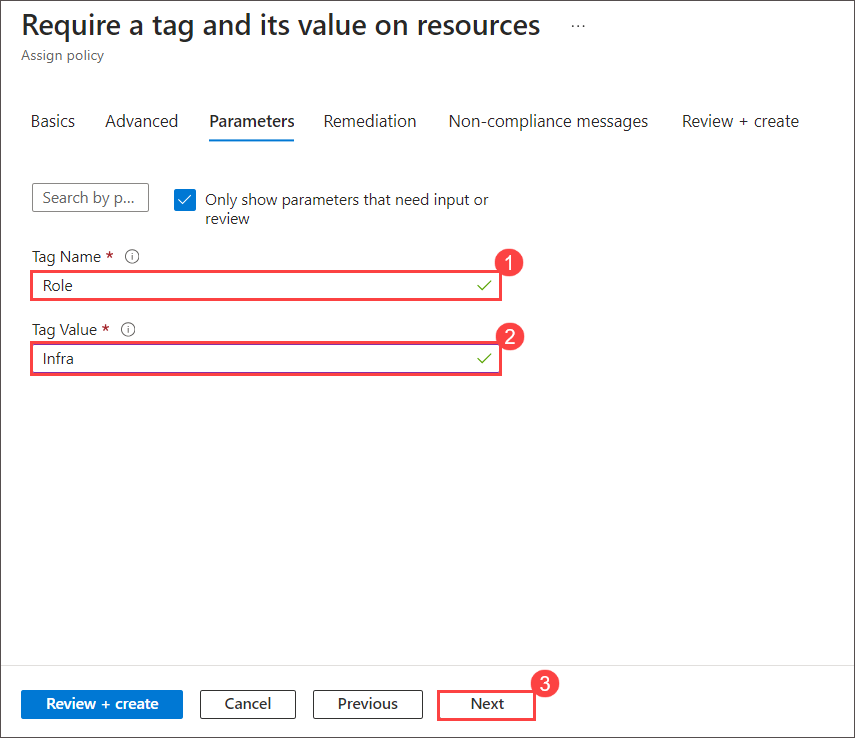 Require a tag and its value on resources ...
Assign policy
Basics Advanced Parameters Remediation Non-compliance messages Review + create
Search by p... Only show parameters that need input or
review
Tag Name * 1
Role
Tag Value * 2
Infra
3
Review + create Cancel Previous Next